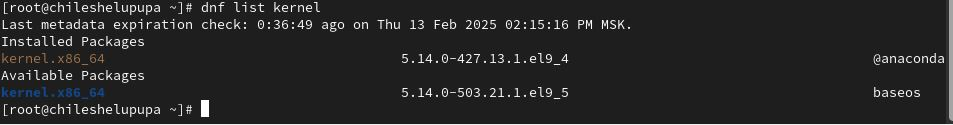 [root@chileshelupupa ~]# dnf list kernel
Last metadata expiration check: 0:36:49 ago on Thu 13 Feb 2025 02:15:16 PM MSK.
Installed Packages
kernel.x86_64 5.14.0-427.13.1.el9_4 @anaconda
Available Packages
kernel.x86_64 5.14.0-503.21.1.el9_5 baseos
[root@chileshelupupa ~]#